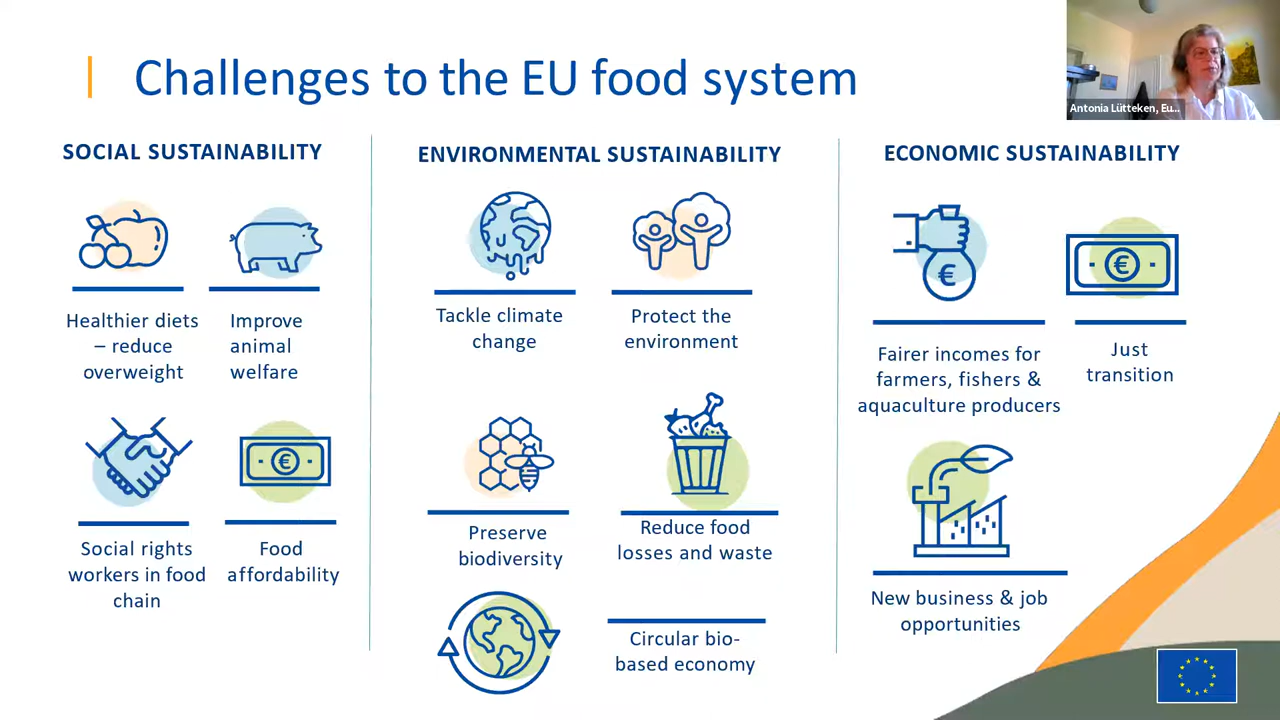 Challenges to the EU food system
Antonia Lütteken, Eu...
SOCIAL SUSTAINABILITY
Healthier diets
– reduce
overweight
Improve
animal
welfare
Social rights
workers in food
chain
€
Food
affordability
ENVIRONMENTAL SUSTAINABILITY
Tackle climate
change
Protect the
environment
Preserve
biodiversity
Reduce food
losses and waste
Circular bio-
based economy
ECONOMIC SUSTAINABILITY
€
Fairer incomes for
farmers, fishers &
aquaculture producers
€
Just
transition
New business & job
opportunities